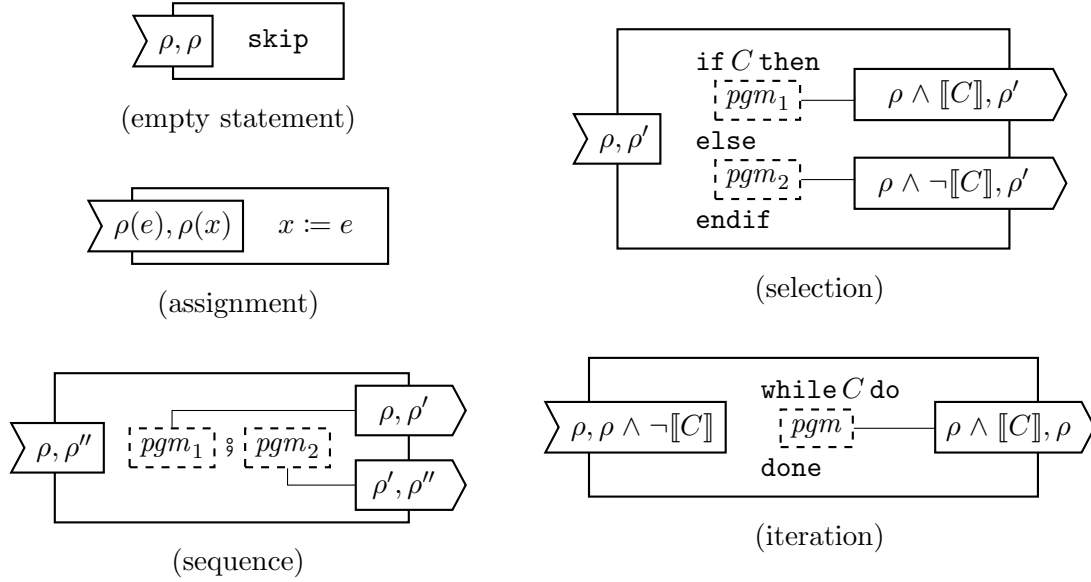 ρ, ρ skip
(empty statement)
ρ(e), ρ(x) x := e
(assignment)
ρ, ρ′′ pgm₁ ; pgm₂ ρ, ρ′
ρ′, ρ′′
(sequence)
if C then
pgm₁ ρ ∧ ⟦C⟧, ρ′
ρ, ρ′ else
pgm₂ ρ ∧ ¬⟦C⟧, ρ′
endif
(selection)
while C do
ρ, ρ ∧ ¬⟦C⟧ pgm ρ ∧ ⟦C⟧, ρ
done
(iteration)